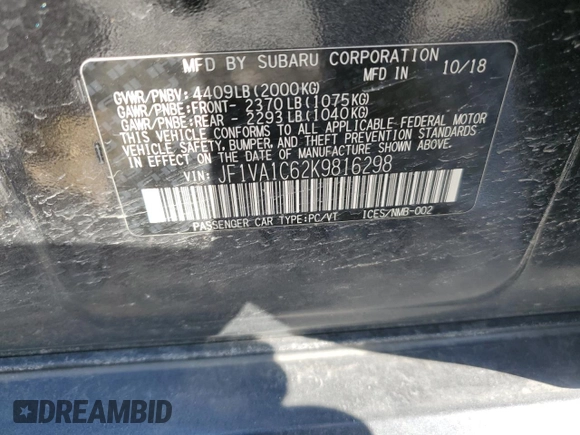 MFD BY SUBARU CORPORATION
MFD IN 10/18
GVWR/PNBV: 4409LB(2000KG)
GAWR/PNBE:FRONT- 2370LB(1075KG)
GAWR/PNBE:REAR - 2293LB(1040KG)
THIS VEHICLE CONFORMS TO ALL APPLICABLE FEDERAL MOTOR
VEHICLE SAFETY, BUMPER, AND THEFT PREVENTION STANDARDS
IN EFFECT ON THE DATE OF MANUFACTURE SHOWN ABOVE.
VIN: JF1VA1C62K9816298
PASSENGER CAR TYPE:PC/VT ICES/NMB-002
DREAMBID